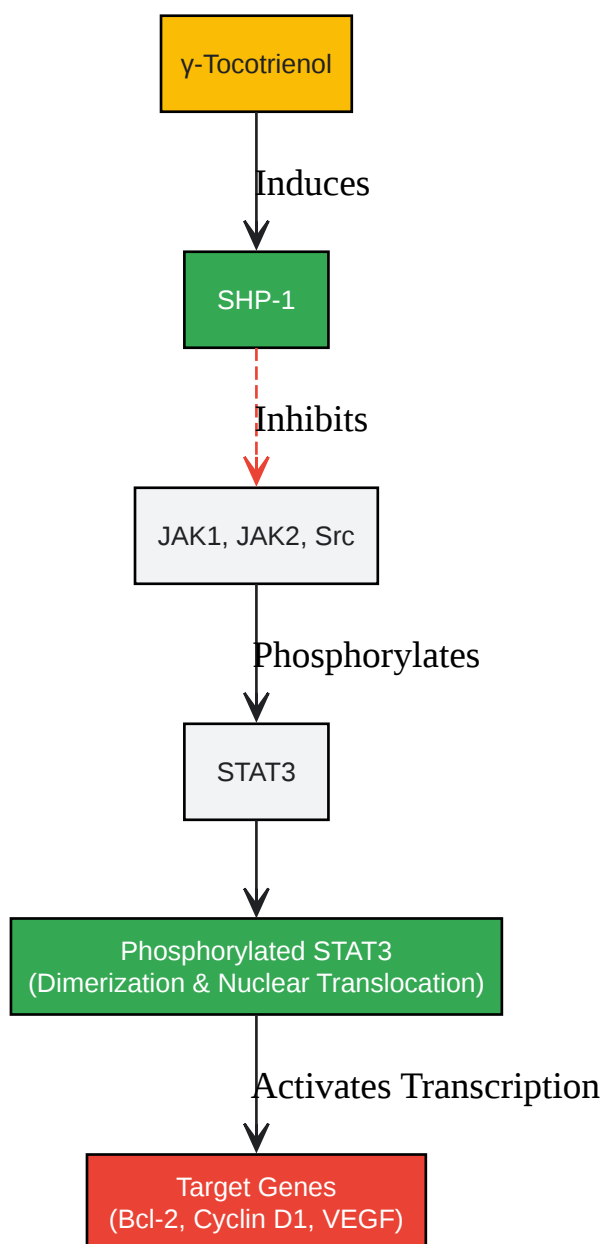 γ-Tocotrienol
Induces
SHP-1
Inhibits
JAK1, JAK2, Src
Phosphorylates
STAT3
Phosphorylated STAT3
(Dimerization & Nuclear Translocation)
Activates Transcription
Target Genes
(Bcl-2, Cyclin D1, VEGF)